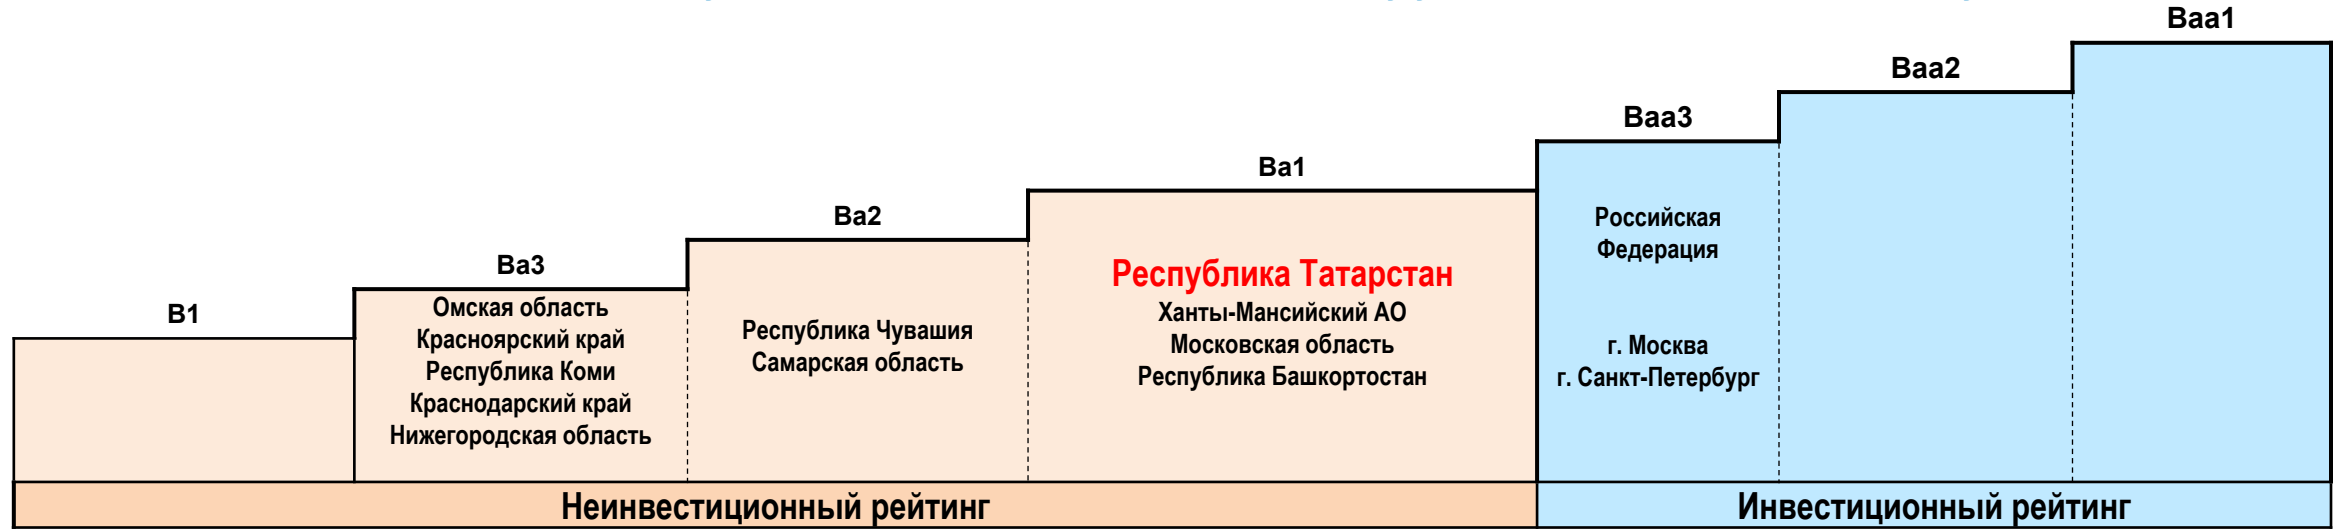 Baa1
Baa2
Baa3
Ba1
Ba2
Ba3
B1
Омская область
Красноярский край
Республика Коми
Краснодарский край
Нижегородская область
Республика Чувашия
Самарская область
Республика Татарстан
Ханты-Мансийский АО
Московская область
Республика Башкортостан
Российская
Федерация
г. Москва
г. Санкт-Петербург
Неинвестиционный рейтинг
Инвестиционный рейтинг